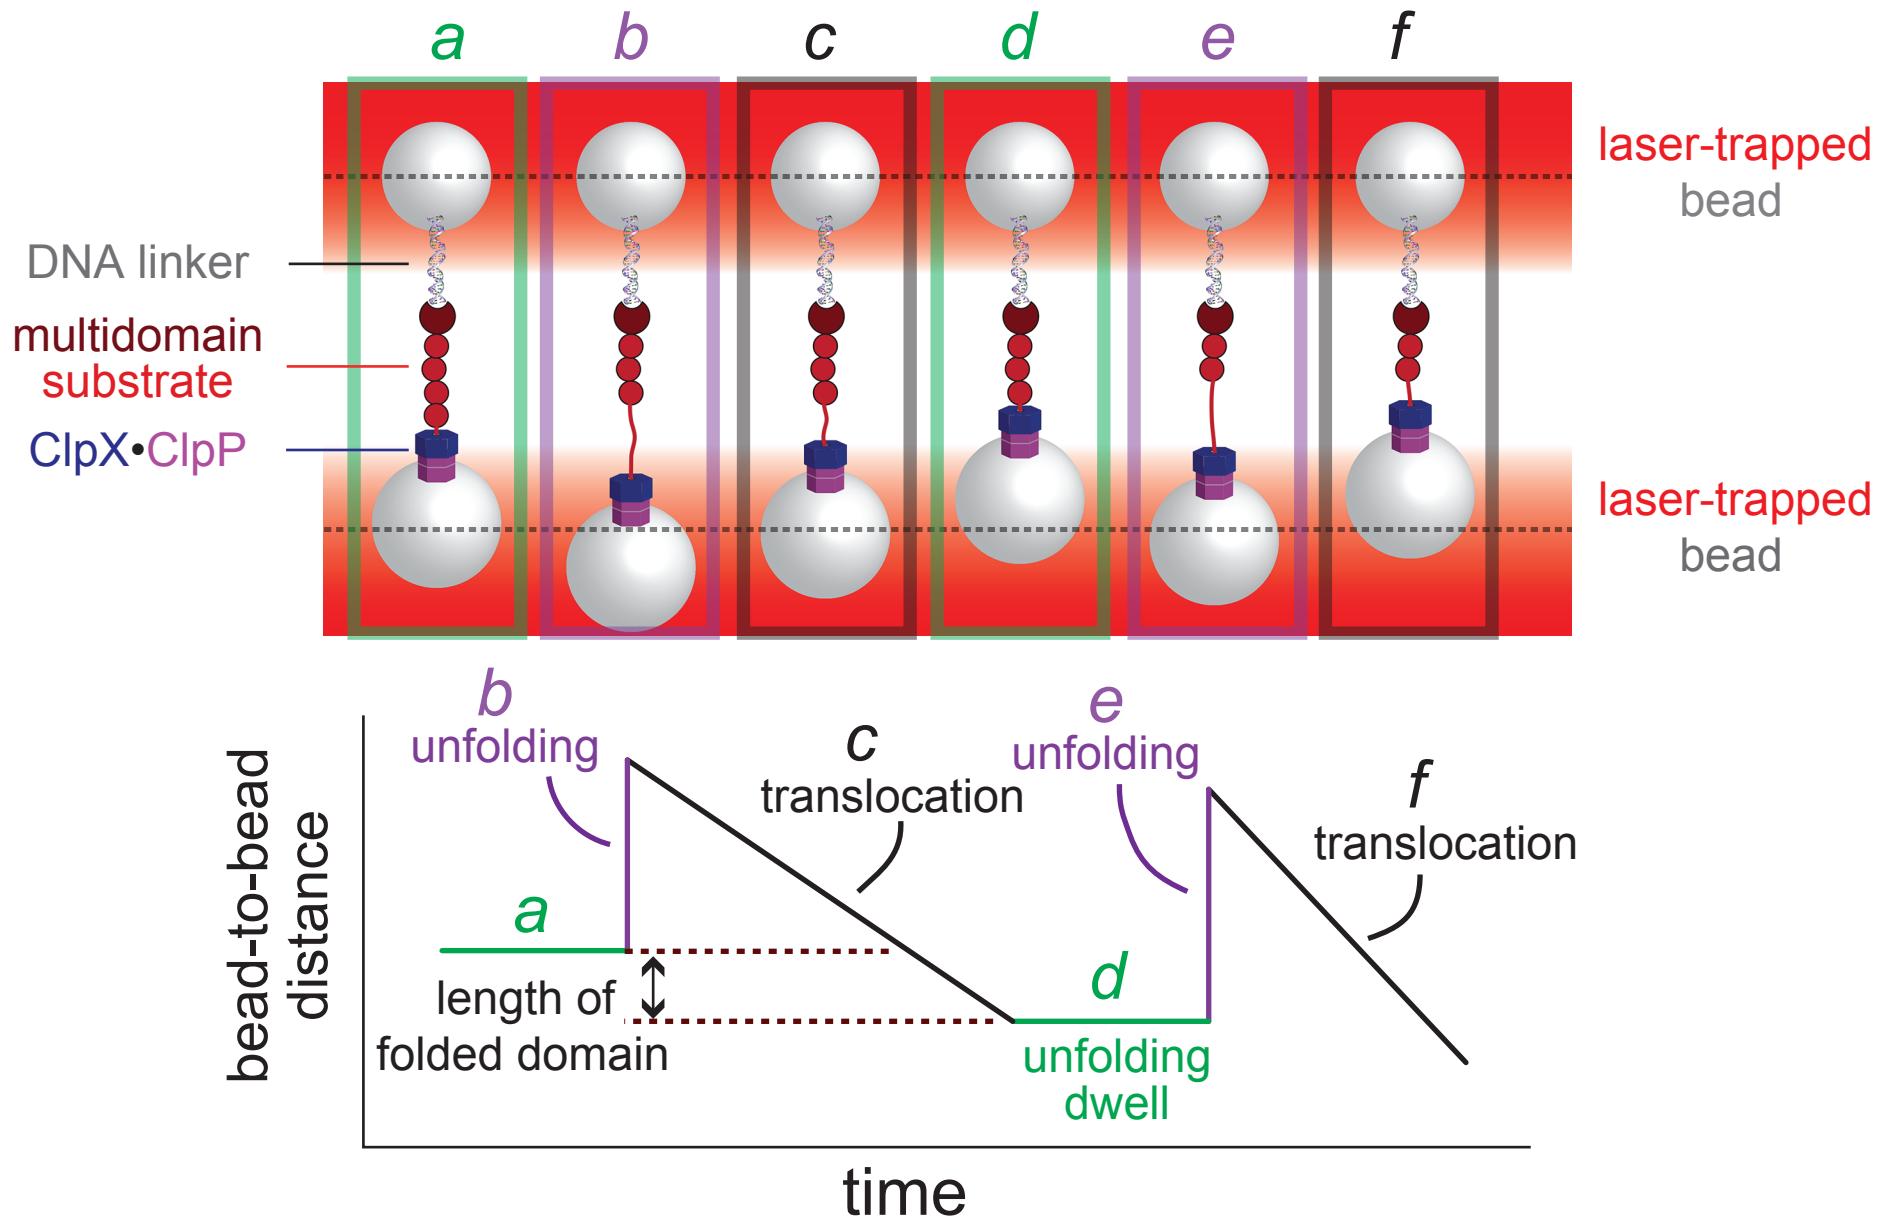 a b c d e f
laser-trapped
bead
DNA linker
multidomain
substrate
ClpX•ClpP
laser-trapped
bead
b
unfolding
c
translocation
e
unfolding
f
translocation
a
d
length of
folded domain
unfolding
dwell
bead-to-bead
distance
time